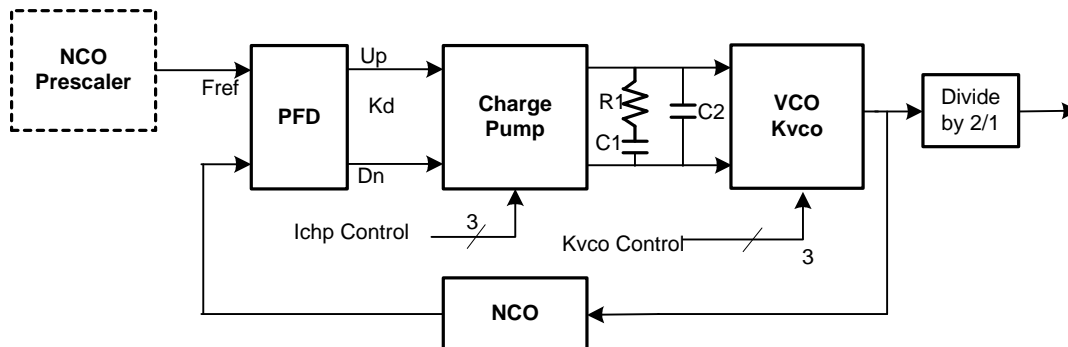 NCO
Prescaler
Fref
PFD
Up
Kd
Dn
Charge
Pump
R1
C1
C2
VCO
Kvco
Divide
by 2/1
Ichp Control
3
Kvco Control
3
NCO